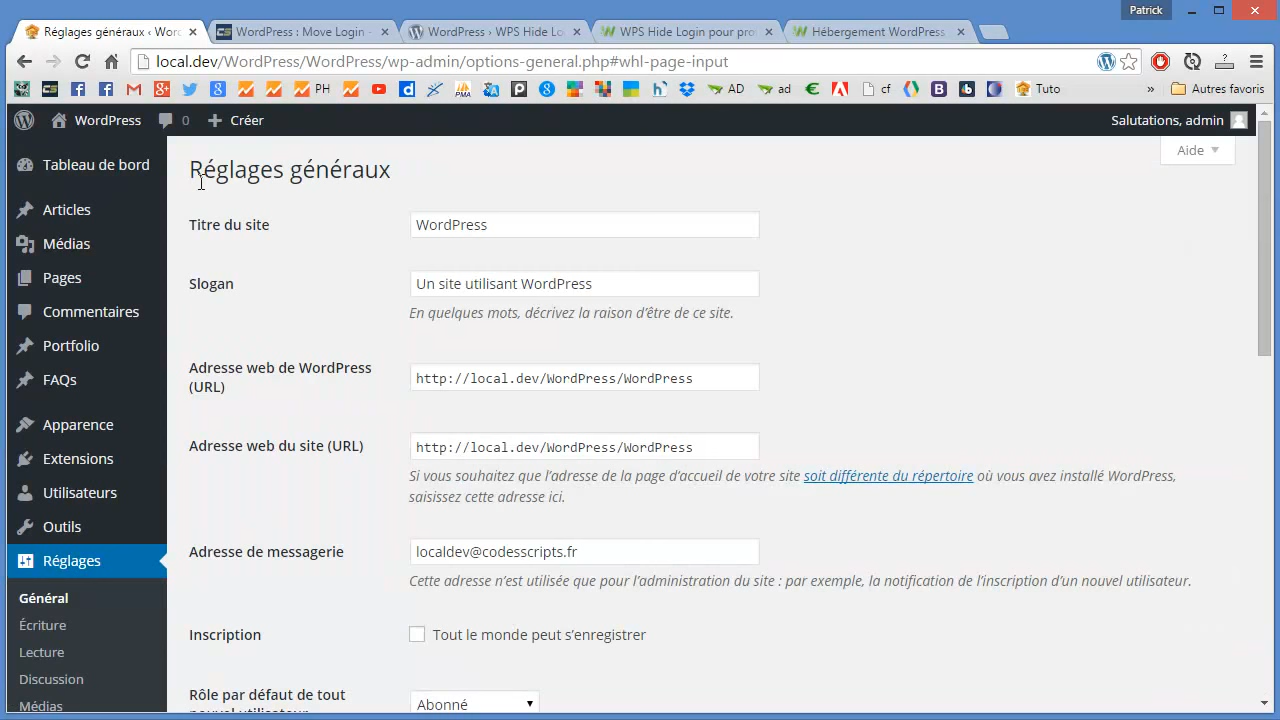 Patrick
Réglages généraux ‹ Word
WordPress : Move Login -
WordPress › WPS Hide Lo
WPS Hide Login pour pro
Hébergement WordPress
local.dev/WordPress/WordPress/wp-admin/options-general.php#whl-page-input
PH
AD
ad
cf
Tuto
»
Autres favoris
WordPress
0
Créer
Salutations, admin
Aide
Tableau de bord
Articles
Médias
Pages
Commentaires
Portfolio
FAQs
Apparence
Extensions
Utilisateurs
Outils
Réglages
Général
Écriture
Lecture
Discussion
Médias
Réglages généraux
Titre du site
WordPress
Slogan
Un site utilisant WordPress
En quelques mots, décrivez la raison d’être de ce site.
Adresse web de WordPress
(URL)
http://local.dev/WordPress/WordPress
Adresse web du site (URL)
http://local.dev/WordPress/WordPress
Si vous souhaitez que l’adresse de la page d’accueil de votre site soit différente du répertoire où vous avez installé WordPress,
saisissez cette adresse ici.
Adresse de messagerie
localdev@codesscripts.fr
Cette adresse n’est utilisée que pour l’administration du site : par exemple, la notification de l’inscription d’un nouvel utilisateur.
Inscription
Tout le monde peut s’enregistrer
Rôle par défaut de tout
nouvel utilisateur
Abonné